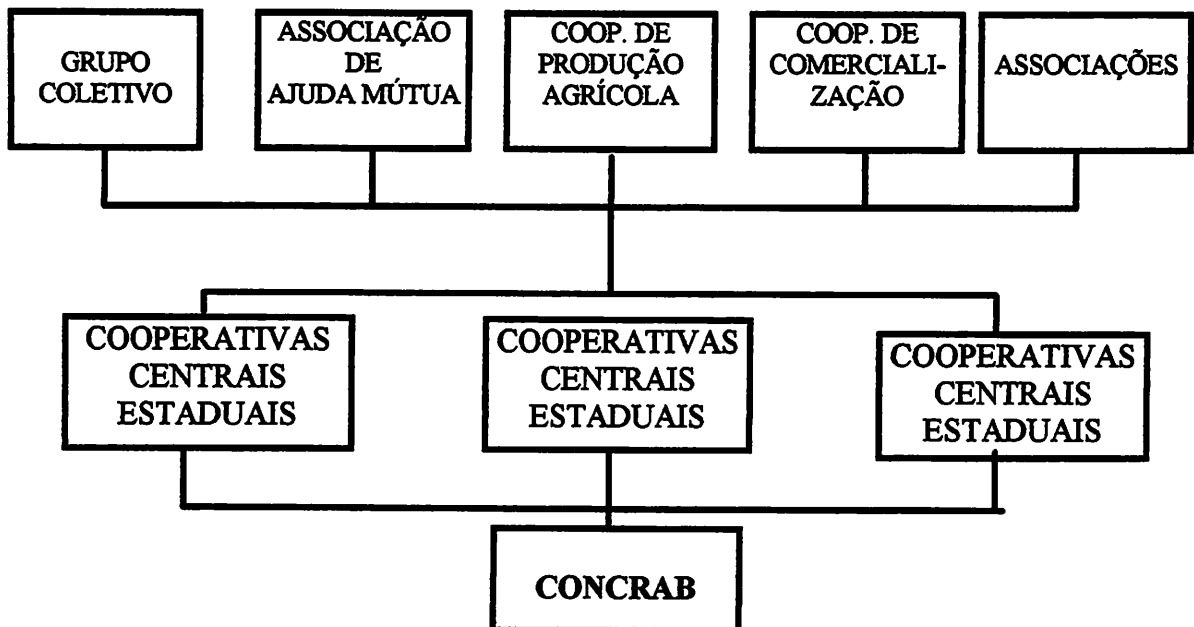 GRUPO
COLETIVO
ASSOCIAÇÃO
DE
AJUDA MÚTUA
COOP. DE
PRODUÇÃO
AGRÍCOLA
COOP. DE
COMERCIALI-
ZAÇÃO
ASSOCIAÇÕES
COOPERATIVAS
CENTRAIS
ESTADUAIS
COOPERATIVAS
CENTRAIS
ESTADUAIS
COOPERATIVAS
CENTRAIS
ESTADUAIS
CONCRAB